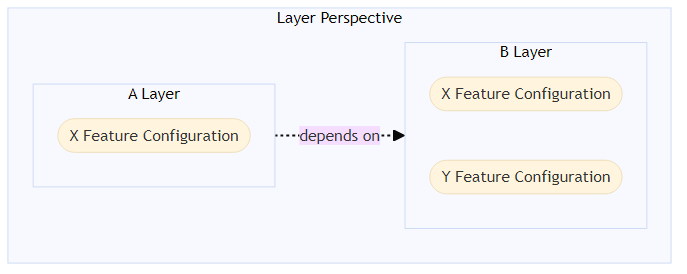 Layer Perspective
A Layer
X Feature Configuration
depends on
B Layer
X Feature Configuration
Y Feature Configuration